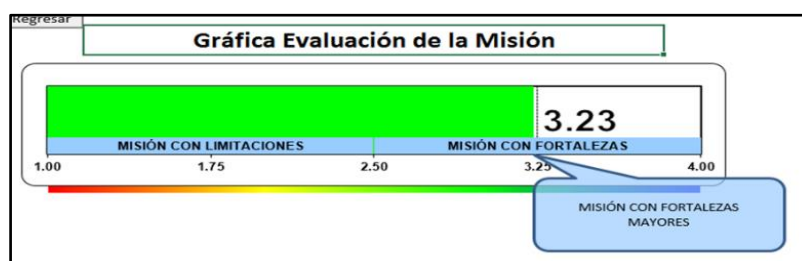 Regresar
Gráfica Evaluación de la Misión
3.23
MISIÓN CON LIMITACIONES MISIÓN CON FORTALEZAS
1.00 1.75 2.50 3.25 4.00
MISIÓN CON FORTALEZAS
MAYORES